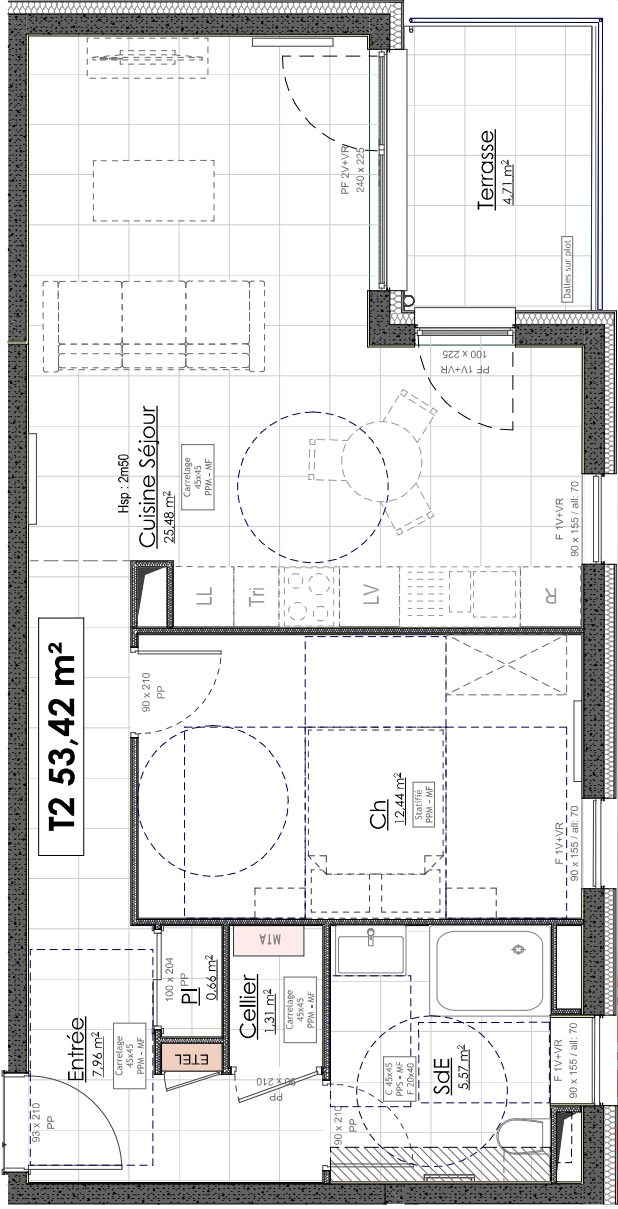 PF 2V+VR
240 x 225
Terrasse
4,71 m²
Dalles sur plot
PF 1V+VR
100 x 225
Hsp : 2m50
Cuisine Séjour
25,48 m²
Carrelage
45x45
PPM - MF
F 1V+VR
90 x 155 / all: 70
LL
Tri
LV
R
T2 53,42 m²
90 x 210
PP
Ch
12,44 m²
Statifié
PPM - MF
F 1V+VR
90 x 155 / all: 70
MTA
100 x 204
PP
Pl
0,66 m²
Cellier
1,31 m²
Carrelage
45x45
PPM - MF
Entrée
7,96 m²
Carrelage
45x45
PPM - MF
ETEL
90 x 210
PP
93 x 210
PP
90 x 210
PP
C 45x45
PPS - MF
F 20x40
SdE
5,57 m²
F 1V+VR
90 x 155 / all: 70